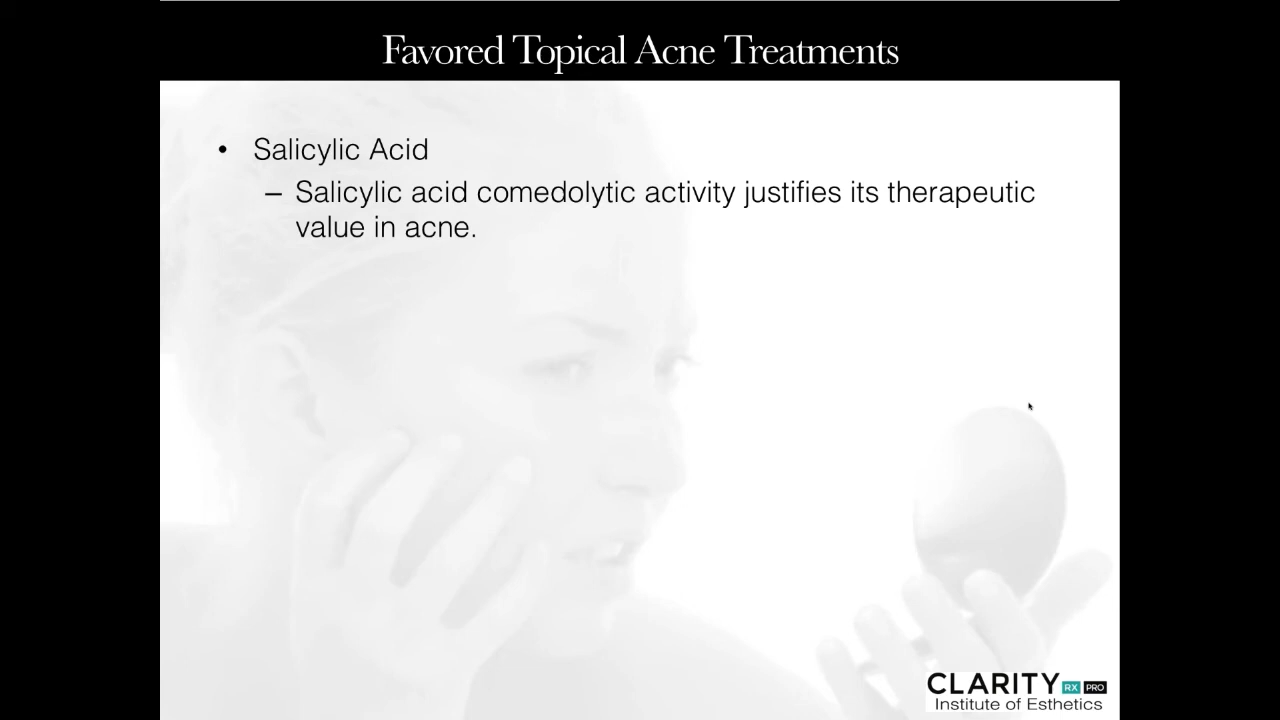 Favored Topical Acne Treatments
• Salicylic Acid
– Salicylic acid comedolytic activity justifies its therapeutic
value in acne.
CLARITY RX PRO
Institute of Esthetics